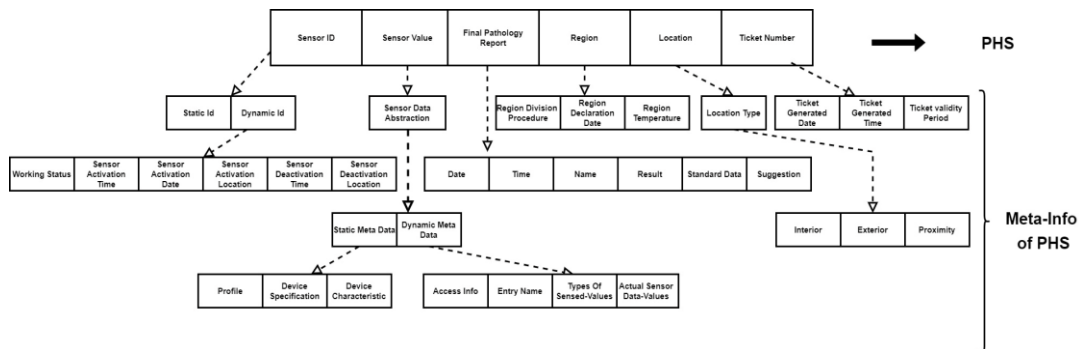 Sensor ID
Sensor Value
Final Pathology
Report
Region
Location
Ticket Number
PHS
Static Id
Dynamic Id
Sensor Data
Abstraction
Region Division
Procedure
Region
Declaration
Date
Region
Temperature
Location Type
Ticket
Generated
Date
Ticket
Generated
Time
Ticket validity
Period
Working Status
Sensor
Activation
Time
Sensor
Activation
Date
Sensor
Activation
Location
Sensor
Deactivation
Time
Sensor
Deactivation
Location
Date
Time
Name
Result
Standard Data
Suggestion
Static Meta Data
Dynamic Meta
Data
Interior
Exterior
Proximity
Meta-Info
of PHS
Profile
Device
Specification
Device
Characteristic
Access Info
Entry Name
Types Of
Sensed-Values
Actual Sensor
Data-Values